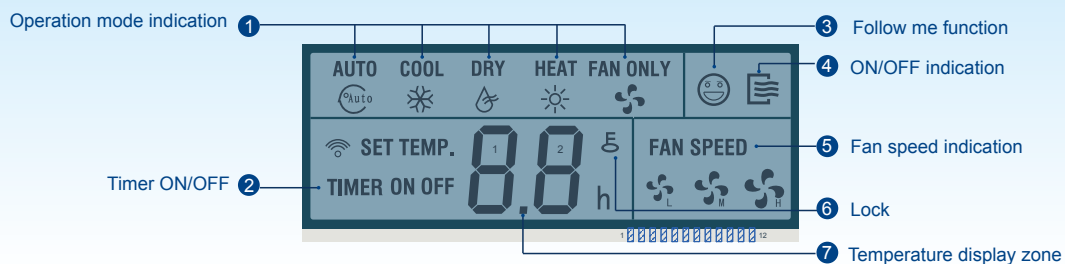 Operation mode indication 1
3 Follow me function
AUTO COOL DRY HEAT FAN ONLY
Auto
4 ON/OFF indication
SET TEMP. 8.8 h
1 2
FAN SPEED
5 Fan speed indication
Timer ON/OFF 2
TIMER ON OFF
L M H
6 Lock
1 12
7 Temperature display zone